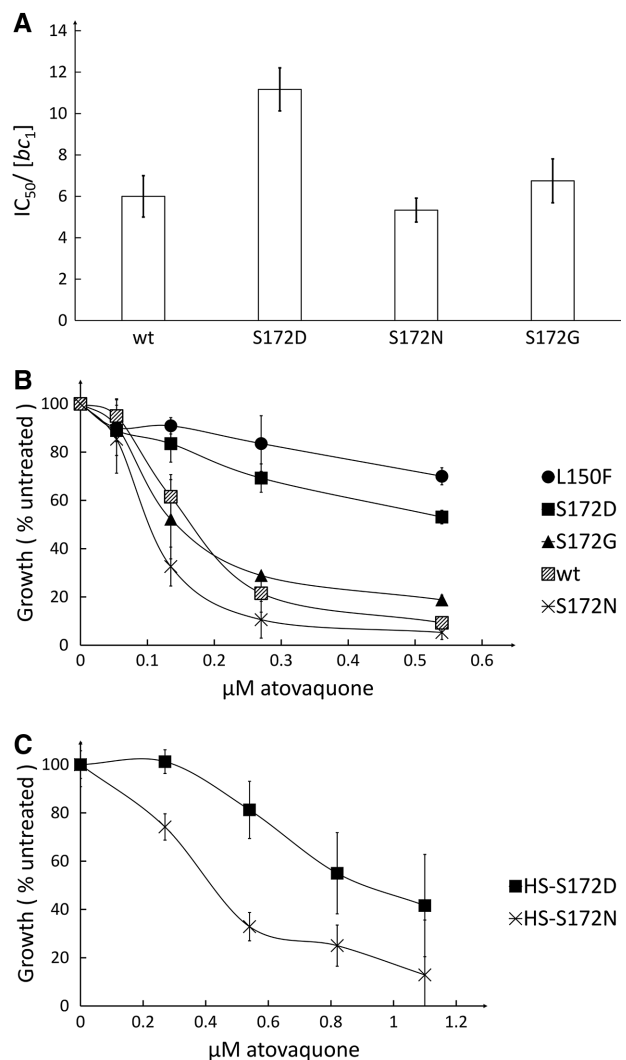 A
14
12
10
8
6
4
2
0
IC50/ [bc1]
wt S172D S172N S172G
B
100
80
60
40
20
0
Growth ( % untreated )
0 0.1 0.2 0.3 0.4 0.5 0.6
µM atovaquone
L150F
S172D
S172G
wt
S172N
C
100
80
60
40
20
0
Growth ( % untreated )
0 0.2 0.4 0.6 0.8 1 1.2
µM atovaquone
HS-S172D
HS-S172N